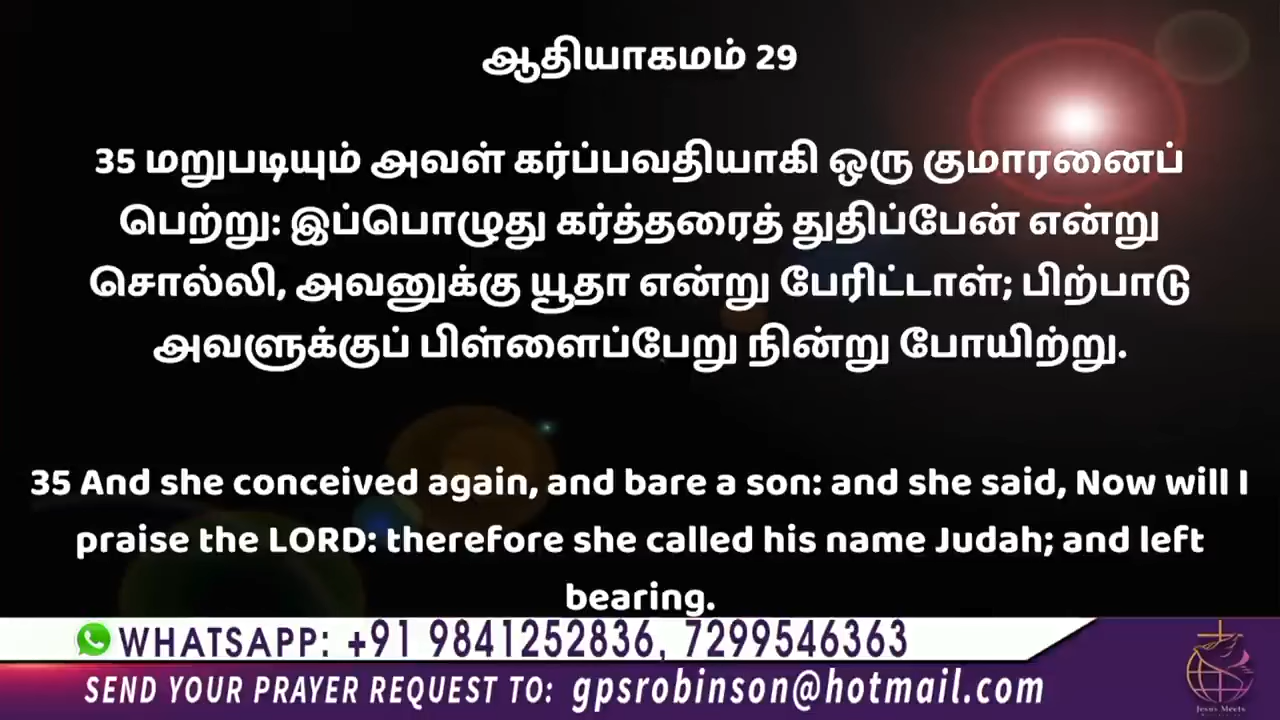 ஆதியாகமம் 29
35 மறுபடியும் அவள் கர்ப்பவதியாகி ஒரு குமாரனைப்
பெற்று: இப்பொழுது கர்த்தரைத் துதிப்பேன் என்று
சொல்லி, அவனுக்கு யூதா என்று பேரிட்டாள்; பிற்பாடு
அவளுக்குப் பிள்ளைப்பேறு நின்று போயிற்று.
35 And she conceived again, and bare a son: and she said, Now will I
praise the LORD: therefore she called his name Judah; and left
bearing.
WHATSAPP: +91 9841252836, 7299546363
SEND YOUR PRAYER REQUEST TO: gpsrobinson@hotmail.com
Jesus Meets